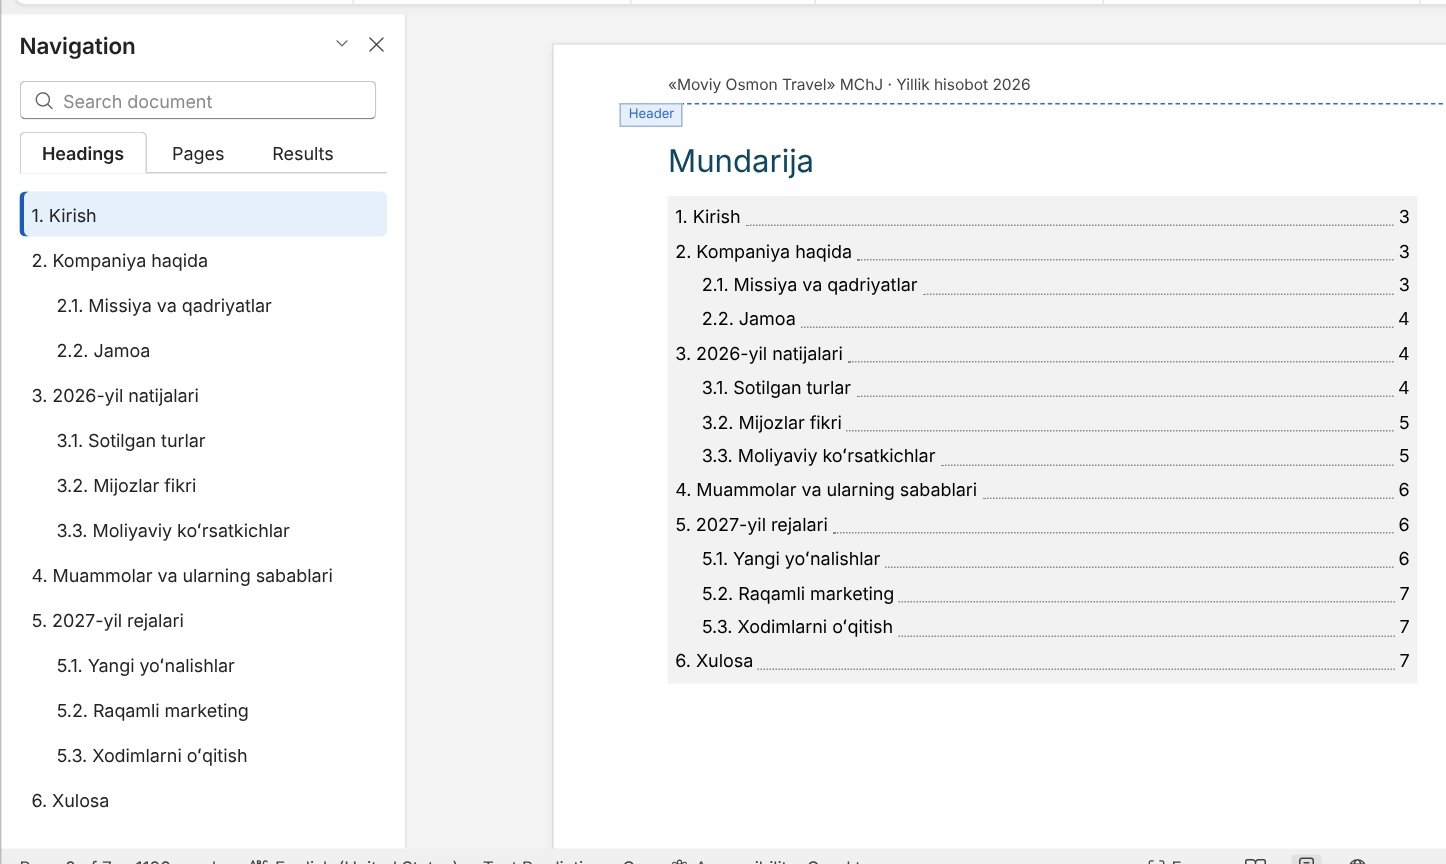 Navigation
Search document
Headings Pages Results
1. Kirish
2. Kompaniya haqida
2.1. Missiya va qadriyatlar
2.2. Jamoa
3. 2026-yil natijalari
3.1. Sotilgan turlar
3.2. Mijozlar fikri
3.3. Moliyaviy koʻrsatkichlar
4. Muammolar va ularning sabablari
5. 2027-yil rejalari
5.1. Yangi yoʻnalishlar
5.2. Raqamli marketing
5.3. Xodimlarni oʻqitish
6. Xulosa
«Moviy Osmon Travel» MChJ · Yillik hisobot 2026
Header
Mundarija
1. Kirish 3
2. Kompaniya haqida 3
2.1. Missiya va qadriyatlar 3
2.2. Jamoa 4
3. 2026-yil natijalari 4
3.1. Sotilgan turlar 4
3.2. Mijozlar fikri 5
3.3. Moliyaviy koʻrsatkichlar 5
4. Muammolar va ularning sabablari 6
5. 2027-yil rejalari 6
5.1. Yangi yoʻnalishlar 6
5.2. Raqamli marketing 7
5.3. Xodimlarni oʻqitish 7
6. Xulosa 7